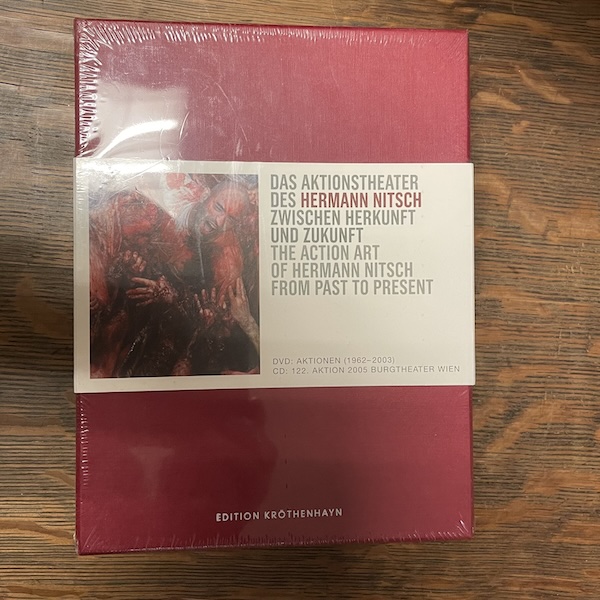 DAS AKTIONSTHEATER
DES HERMANN NITSCH
ZWISCHEN HERKUNFT
UND ZUKUNFT
THE ACTION ART
OF HERMANN NITSCH
FROM PAST TO PRESENT
DVD: AKTIONEN (1962–2003)
CD: 122. AKTION 2005 BURGTHEATER WIEN
EDITION KRÖTHENHAYN